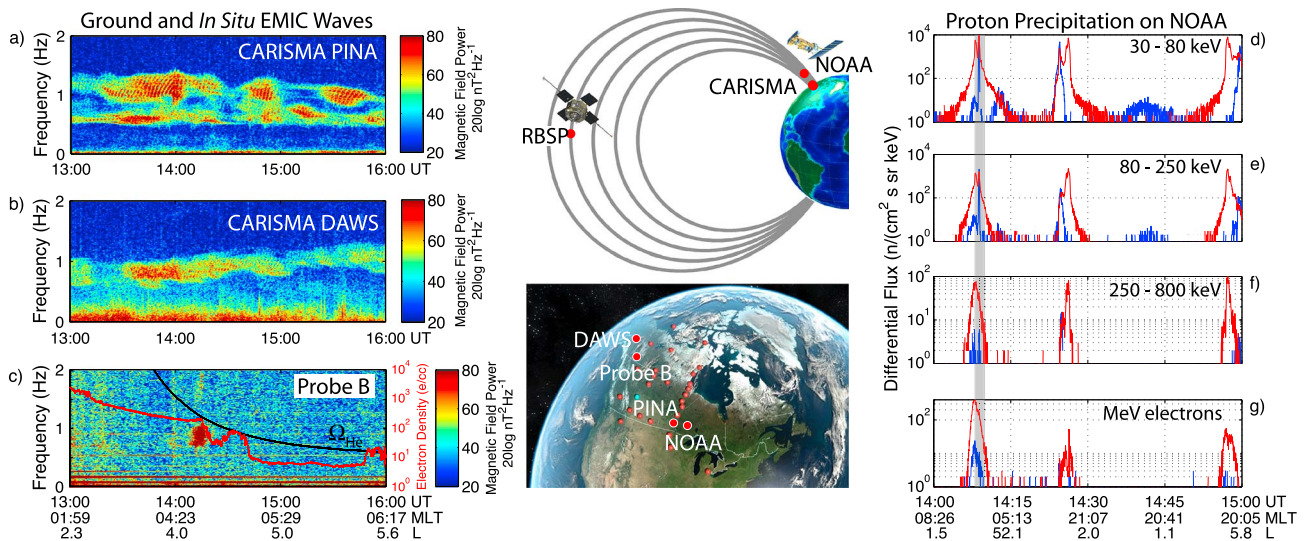 Ground and In Situ EMIC Waves
a)
CARISMA PINA
Frequency (Hz)
2
1
0
13:00 14:00 15:00 16:00 UT
80
60
40
20
Magnetic Field Power
20log nT²Hz⁻¹
b)
CARISMA DAWS
Frequency (Hz)
2
1
0
13:00 14:00 15:00 16:00 UT
80
60
40
20
Magnetic Field Power
20log nT²Hz⁻¹
c)
Probe B
ΩHe
Frequency (Hz)
2
1
0
10⁴
10³
10²
10¹
10⁰
Electron Density (e/cc)
80
60
40
20
Magnetic Field Power
20log nT²Hz⁻¹
13:00 14:00 15:00 16:00 UT
01:59 04:23 05:29 06:17 MLT
2.3 4.0 5.0 5.6 L
NOAA
CARISMA
RBSP
DAWS
Probe B
PINA
NOAA
Proton Precipitation on NOAA
Differential Flux (n/(cm² s sr keV)
30 - 80 keV
d)
10⁴
10²
10⁰
80 - 250 keV
e)
10⁴
10²
10⁰
250 - 800 keV
f)
10²
10¹
10⁰
MeV electrons
g)
10²
10⁰
14:00 14:15 14:30 14:45 15:00 UT
08:26 05:13 21:07 20:41 20:05 MLT
1.5 52.1 2.0 1.1 5.8 L